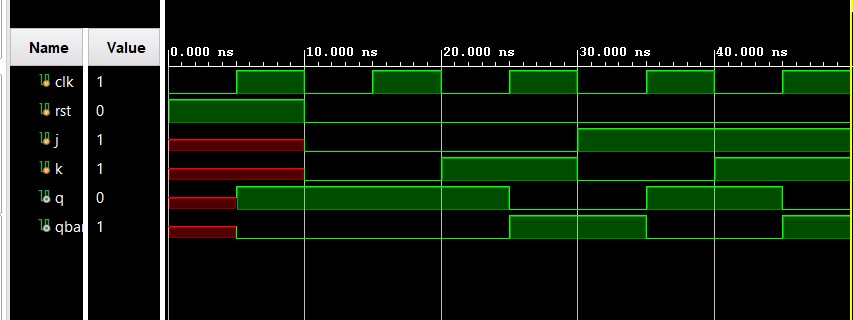 Name Value 0.000 ns 10.000 ns 20.000 ns 30.000 ns 40.000 ns
clk 1
rst 0
j 1
k 1
q 0
qbar 1